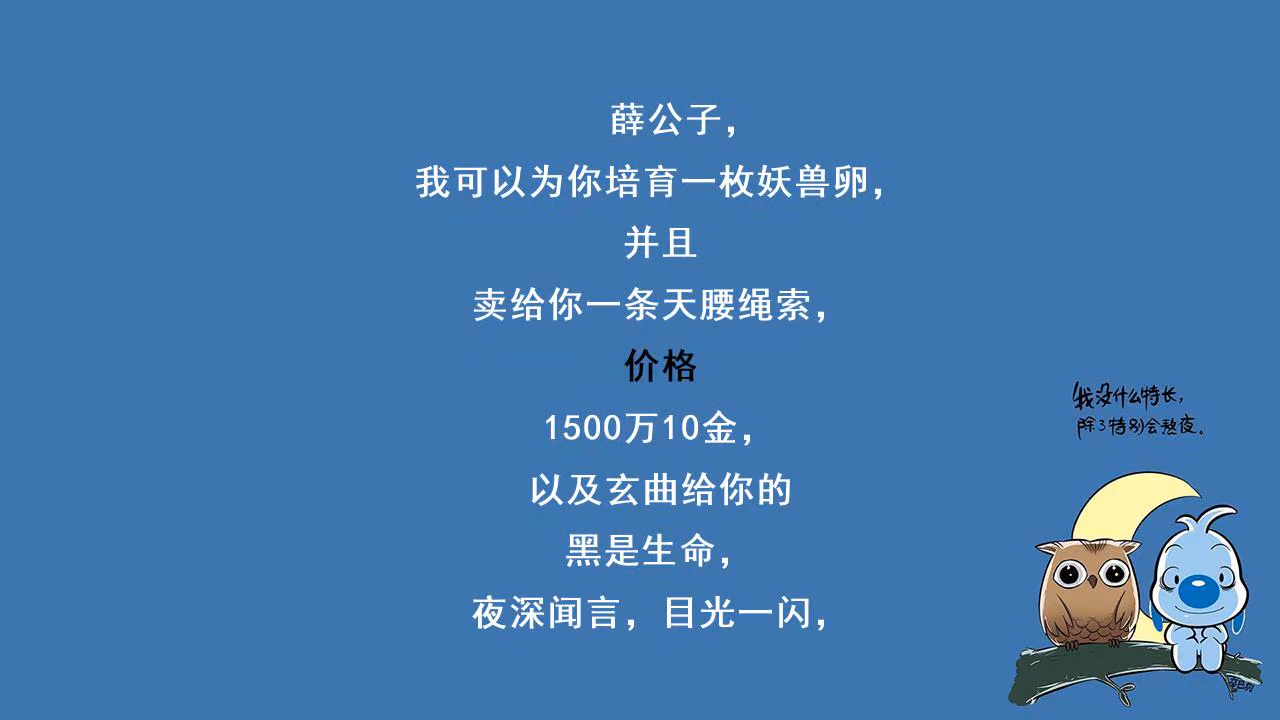 薛公子，
我可以为你培育一枚妖兽卵，
并且
卖给你一条天腰绳索，
价格
1500万10金，
以及玄曲给你的
黑是生命，
夜深闻言，目光一闪，
我没什么特长，
除了特别会熬夜。